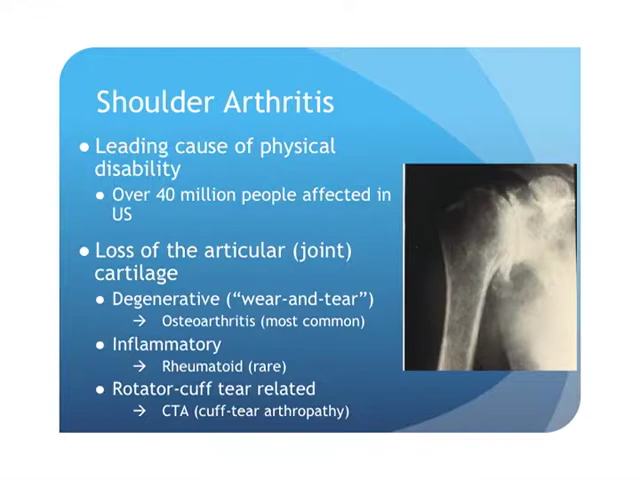 Shoulder Arthritis
● Leading cause of physical
disability
● Over 40 million people affected in
US
● Loss of the articular (joint)
cartilage
● Degenerative (“wear-and-tear”)
→ Osteoarthritis (most common)
● Inflammatory
→ Rheumatoid (rare)
● Rotator-cuff tear related
→ CTA (cuff-tear arthropathy)